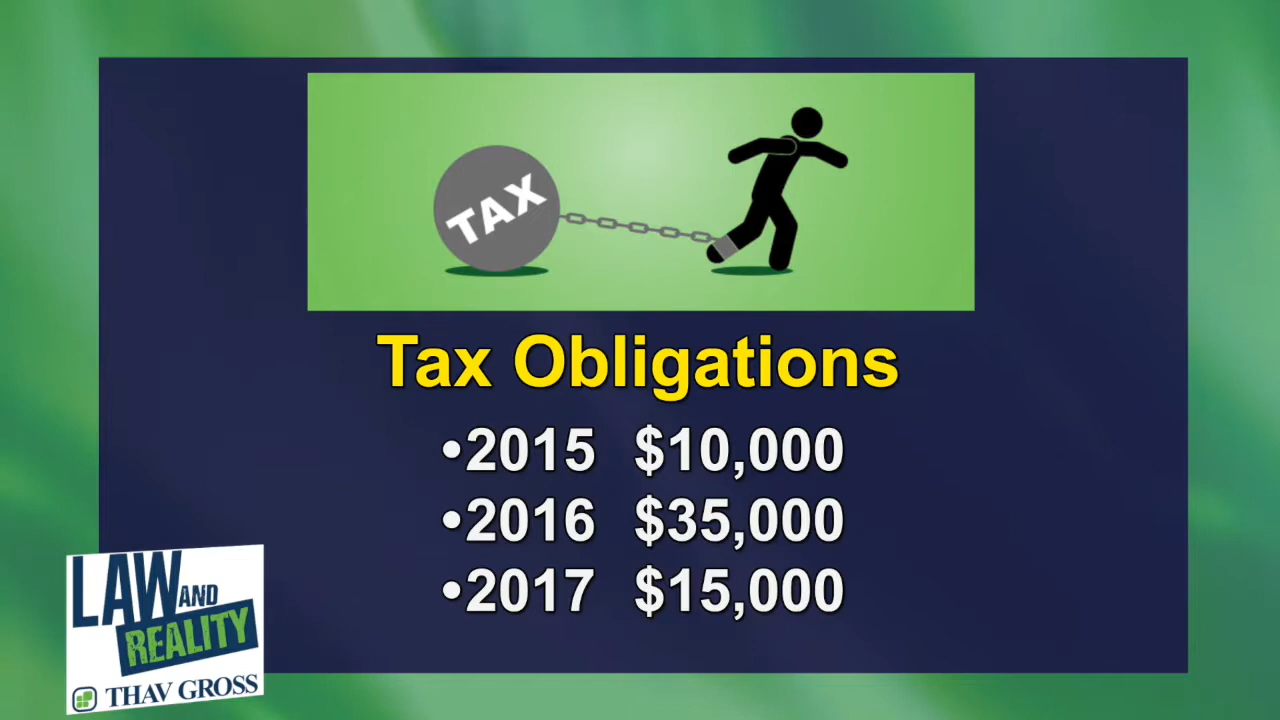 TAX
Tax Obligations
•2015 $10,000
•2016 $35,000
•2017 $15,000
LAW AND
REALITY
THAV GROSS